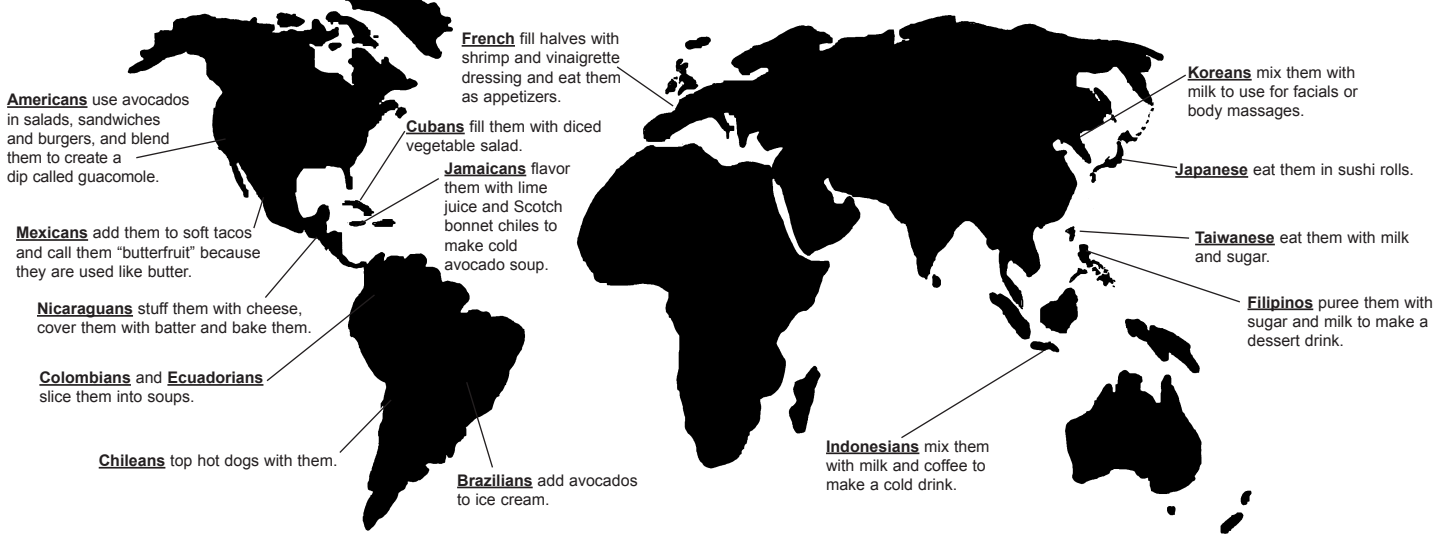 Americans use avocados
in salads, sandwiches
and burgers, and blend
them to create a
dip called guacomole.
Mexicans add them to soft tacos
and call them “butterfruit” because
they are used like butter.
Nicaraguans stuff them with cheese,
cover them with batter and bake them.
Colombians and Ecuadorians
slice them into soups.
Chileans top hot dogs with them.
French fill halves with
shrimp and vinaigrette
dressing and eat them
as appetizers.
Cubans fill them with diced
vegetable salad.
Jamaicans flavor
them with lime
juice and Scotch
bonnet chiles to
make cold
avocado soup.
Brazilians add avocados
to ice cream.
Koreans mix them with
milk to use for facials or
body massages.
Japanese eat them in sushi rolls.
Taiwanese eat them with milk
and sugar.
Filipinos puree them with
sugar and milk to make a
dessert drink.
Indonesians mix them
with milk and coffee to
make a cold drink.